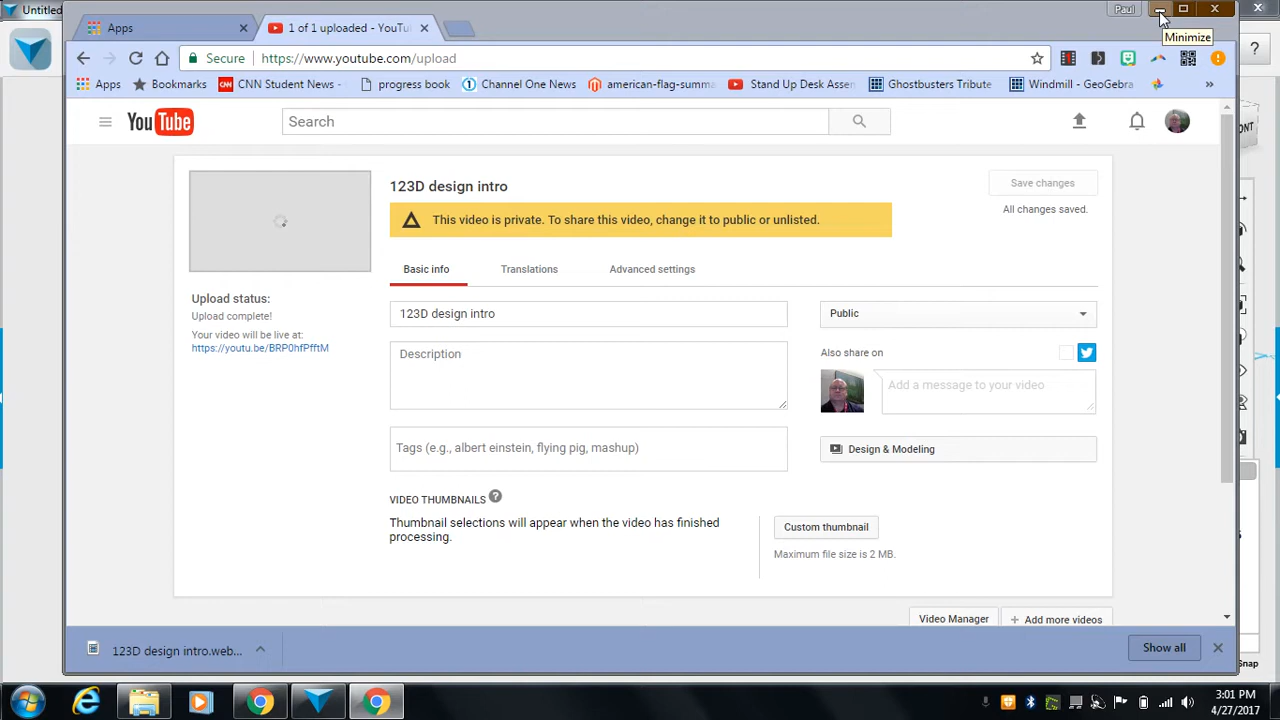 Untitled
Paul
Minimize
Apps
1 of 1 uploaded - YouTu
Secure
https://www.youtube.com/upload
Apps
Bookmarks
CNN Student News -
progress book
Channel One News
american-flag-summa
Stand Up Desk Assen
Ghostbusters Tribute
Windmill - GeoGebra
»
YouTube
Search
123D design intro
Save changes
All changes saved.
This video is private. To share this video, change it to public or unlisted.
Basic info
Translations
Advanced settings
Upload status:
Upload complete!
Your video will be live at:
https://youtu.be/BRP0hfPfftM
123D design intro
Description
Tags (e.g., albert einstein, flying pig, mashup)
Public
Also share on
Add a message to your video
Design & Modeling
VIDEO THUMBNAILS ?
Thumbnail selections will appear when the video has finished
processing.
Custom thumbnail
Maximum file size is 2 MB.
Video Manager
+ Add more videos
123D design intro.web...
Show all
?
ONT
Snap
3:01 PM
4/27/2017